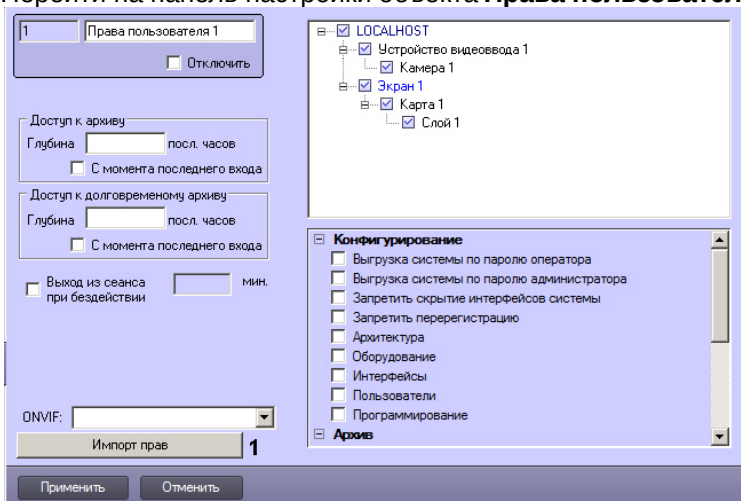 Перейти на панель настройки объекта Права пользовател
1
Права пользователя 1
Отключить
Доступ к архиву
Глубина посл. часов
С момента последнего входа
Доступ к долговременому архиву
Глубина посл. часов
С момента последнего входа
Выход из сеанса при бездействии мин.
ONVIF:
Импорт прав 1
LOCALHOST
Устройство видеоввода 1
Камера 1
Экран 1
Карта 1
Слой 1
Конфигурирование
Выгрузка системы по паролю оператора
Выгрузка системы по паролю администратора
Запретить скрытие интерфейсов системы
Запретить перерегистрацию
Архитектура
Оборудование
Интерфейсы
Пользователи
Программирование
Архив
Применить Отменить